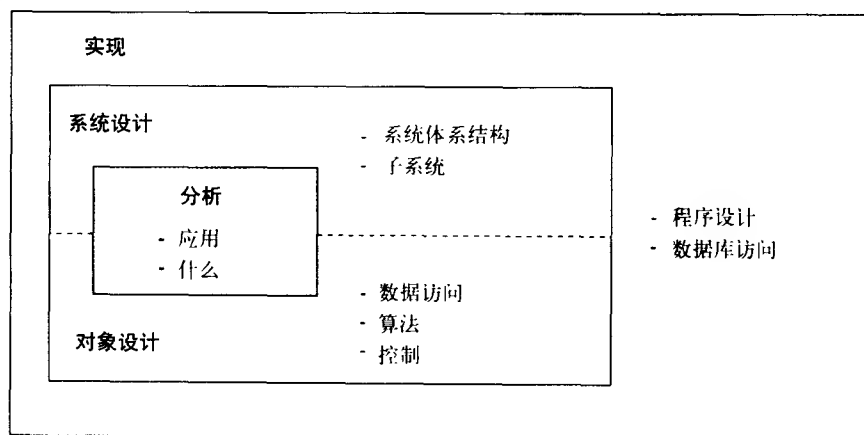 实现
系统设计
- 系统体系结构
- 子系统
分析
- 应用
- 什么
- 程序设计
- 数据库访问
- 数据访问
- 算法
- 控制
对象设计